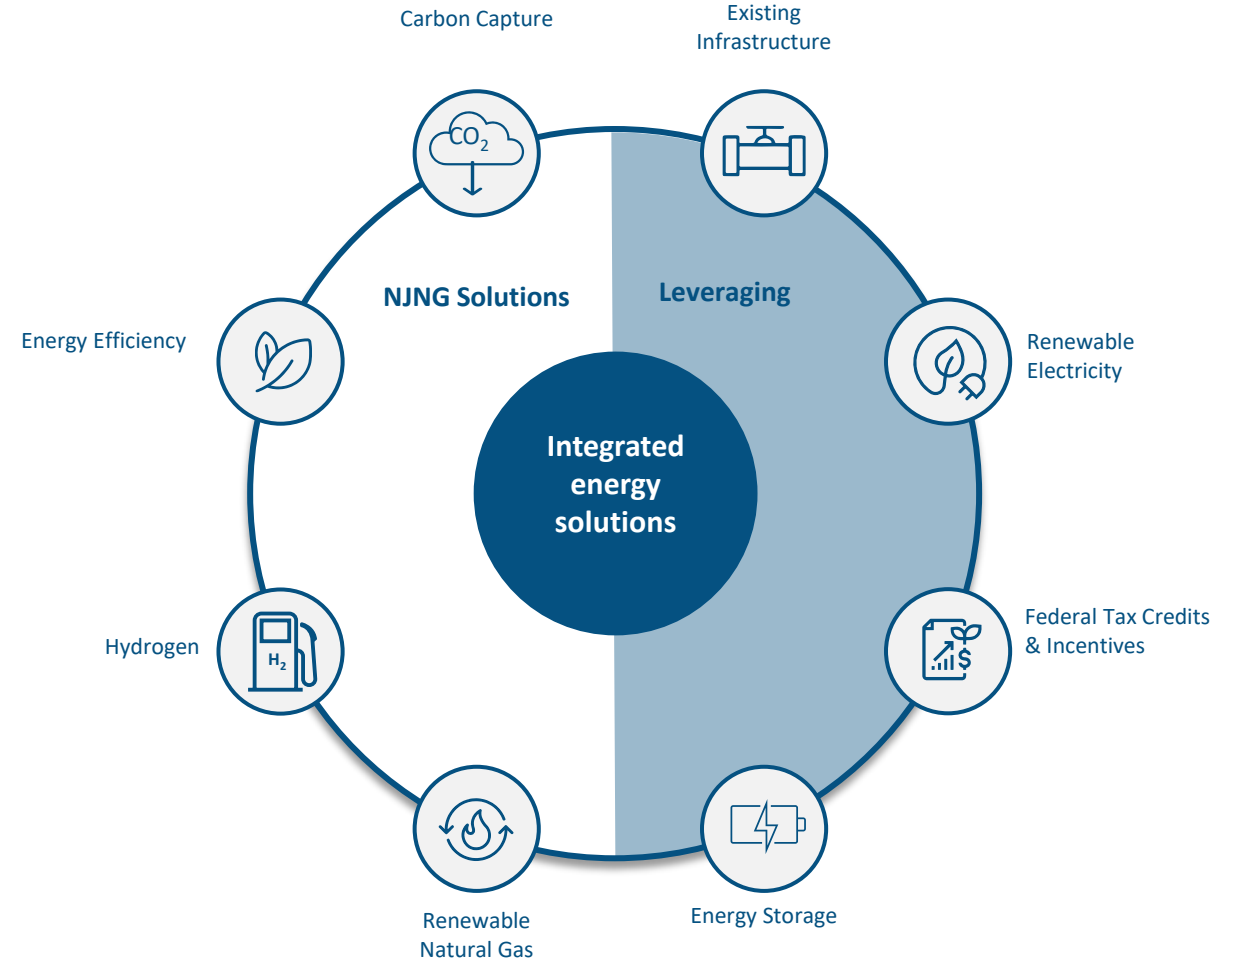 Carbon Capture
Existing
Infrastructure
CO2
NJNG Solutions
Leveraging
Energy Efficiency
Renewable
Electricity
Integrated
energy
solutions
Hydrogen
H2
Federal Tax Credits
& Incentives
$
Renewable
Natural Gas
Energy Storage